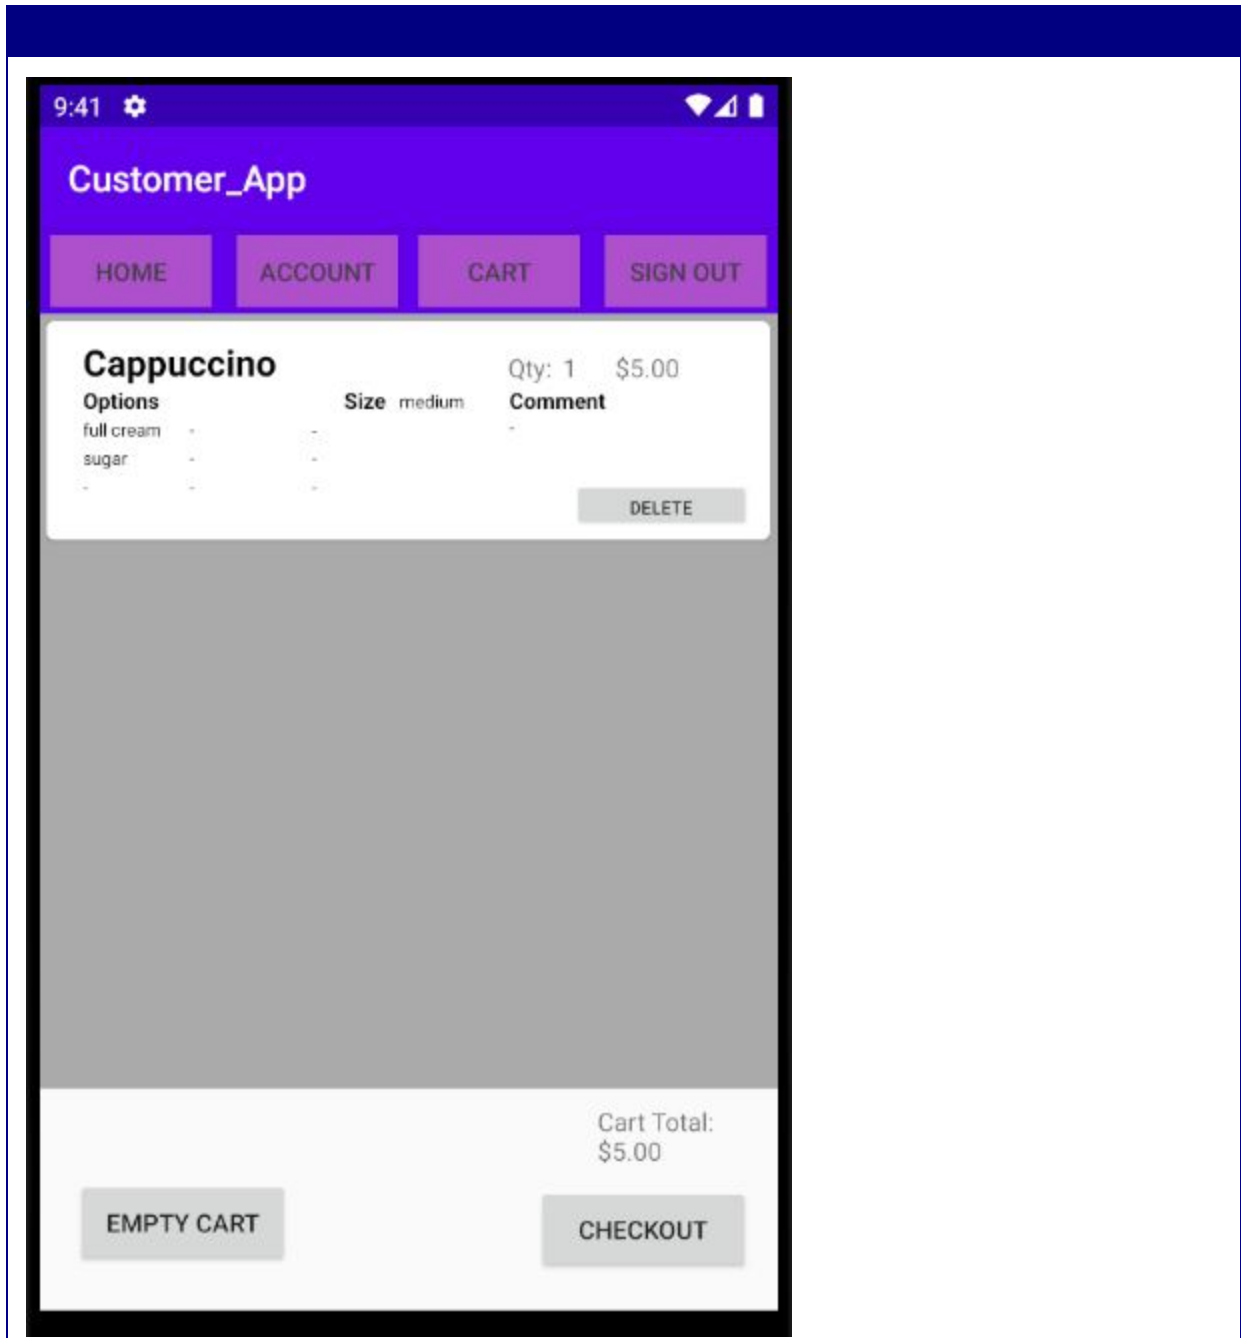 9:41
Customer_App
HOME ACCOUNT CART SIGN OUT
Cappuccino Qty: 1 $5.00
Options Size medium Comment
full cream - - -
sugar - -
- - -
DELETE
Cart Total:
$5.00
EMPTY CART CHECKOUT